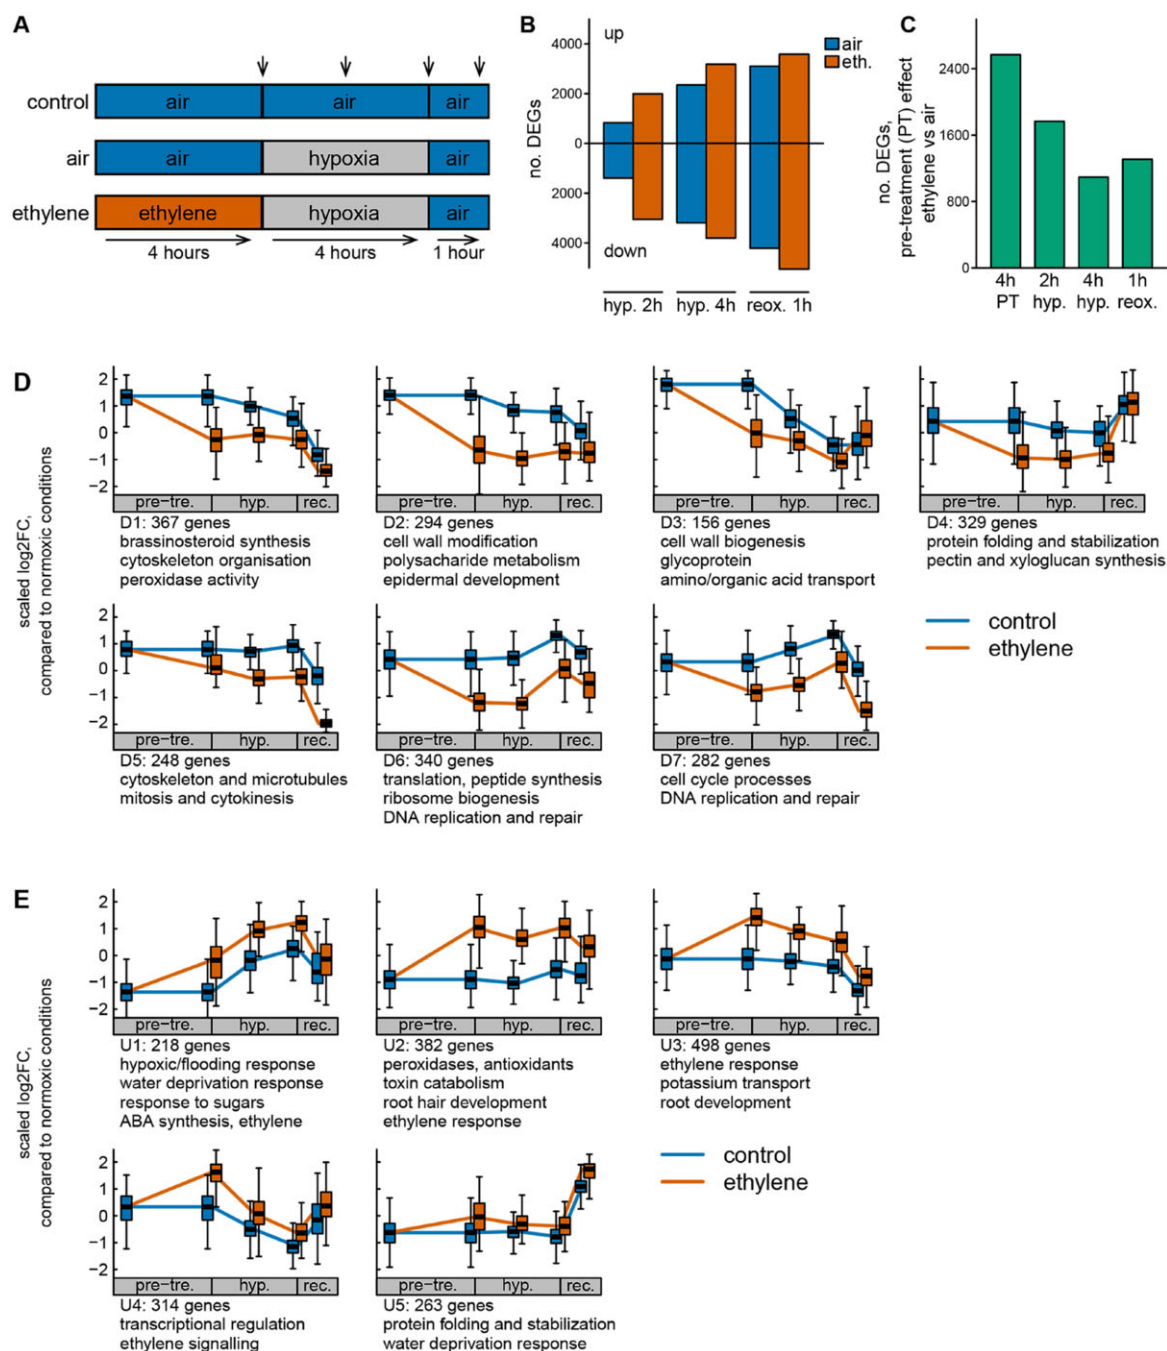 A
control
air
air
air
air
air
hypoxia
air
ethylene
ethylene
hypoxia
air
4 hours
4 hours
1 hour
B
no. DEGs
4000
2000
0
2000
4000
up
down
air
eth.
hyp. 2h
hyp. 4h
reox. 1h
C
no. DEGs,
pre-treatment (PT) effect
ethylene vs air
2400
1600
800
0
4h
PT
2h
hyp.
4h
hyp.
1h
reox.
D
scaled log2FC,
compared to normoxic conditions
2
1
0
−1
−2
pre−tre.
hyp.
rec.
D1: 367 genes
brassinosteroid synthesis
cytoskeleton organisation
peroxidase activity
pre−tre.
hyp.
rec.
D2: 294 genes
cell wall modification
polysacharide metabolism
epidermal development
pre−tre.
hyp.
rec.
D3: 156 genes
cell wall biogenesis
glycoprotein
amino/organic acid transport
pre−tre.
hyp.
rec.
D4: 329 genes
protein folding and stabilization
pectin and xyloglucan synthesis
2
1
0
−1
−2
pre−tre.
hyp.
rec.
D5: 248 genes
cytoskeleton and microtubules
mitosis and cytokinesis
pre−tre.
hyp.
rec.
D6: 340 genes
translation, peptide synthesis
ribosome biogenesis
DNA replication and repair
pre−tre.
hyp.
rec.
D7: 282 genes
cell cycle processes
DNA replication and repair
control
ethylene
E
scaled log2FC,
compared to normoxic conditions
2
1
0
−1
−2
pre−tre.
hyp.
rec.
U1: 218 genes
hypoxic/flooding response
water deprivation response
response to sugars
ABA synthesis, ethylene
pre−tre.
hyp.
rec.
U2: 382 genes
peroxidases, antioxidants
toxin catabolism
root hair development
ethylene response
pre−tre.
hyp.
rec.
U3: 498 genes
ethylene response
potassium transport
root development
2
1
0
−1
−2
pre−tre.
hyp.
rec.
U4: 314 genes
transcriptional regulation
ethylene signalling
pre−tre.
hyp.
rec.
U5: 263 genes
protein folding and stabilization
water deprivation response
control
ethylene